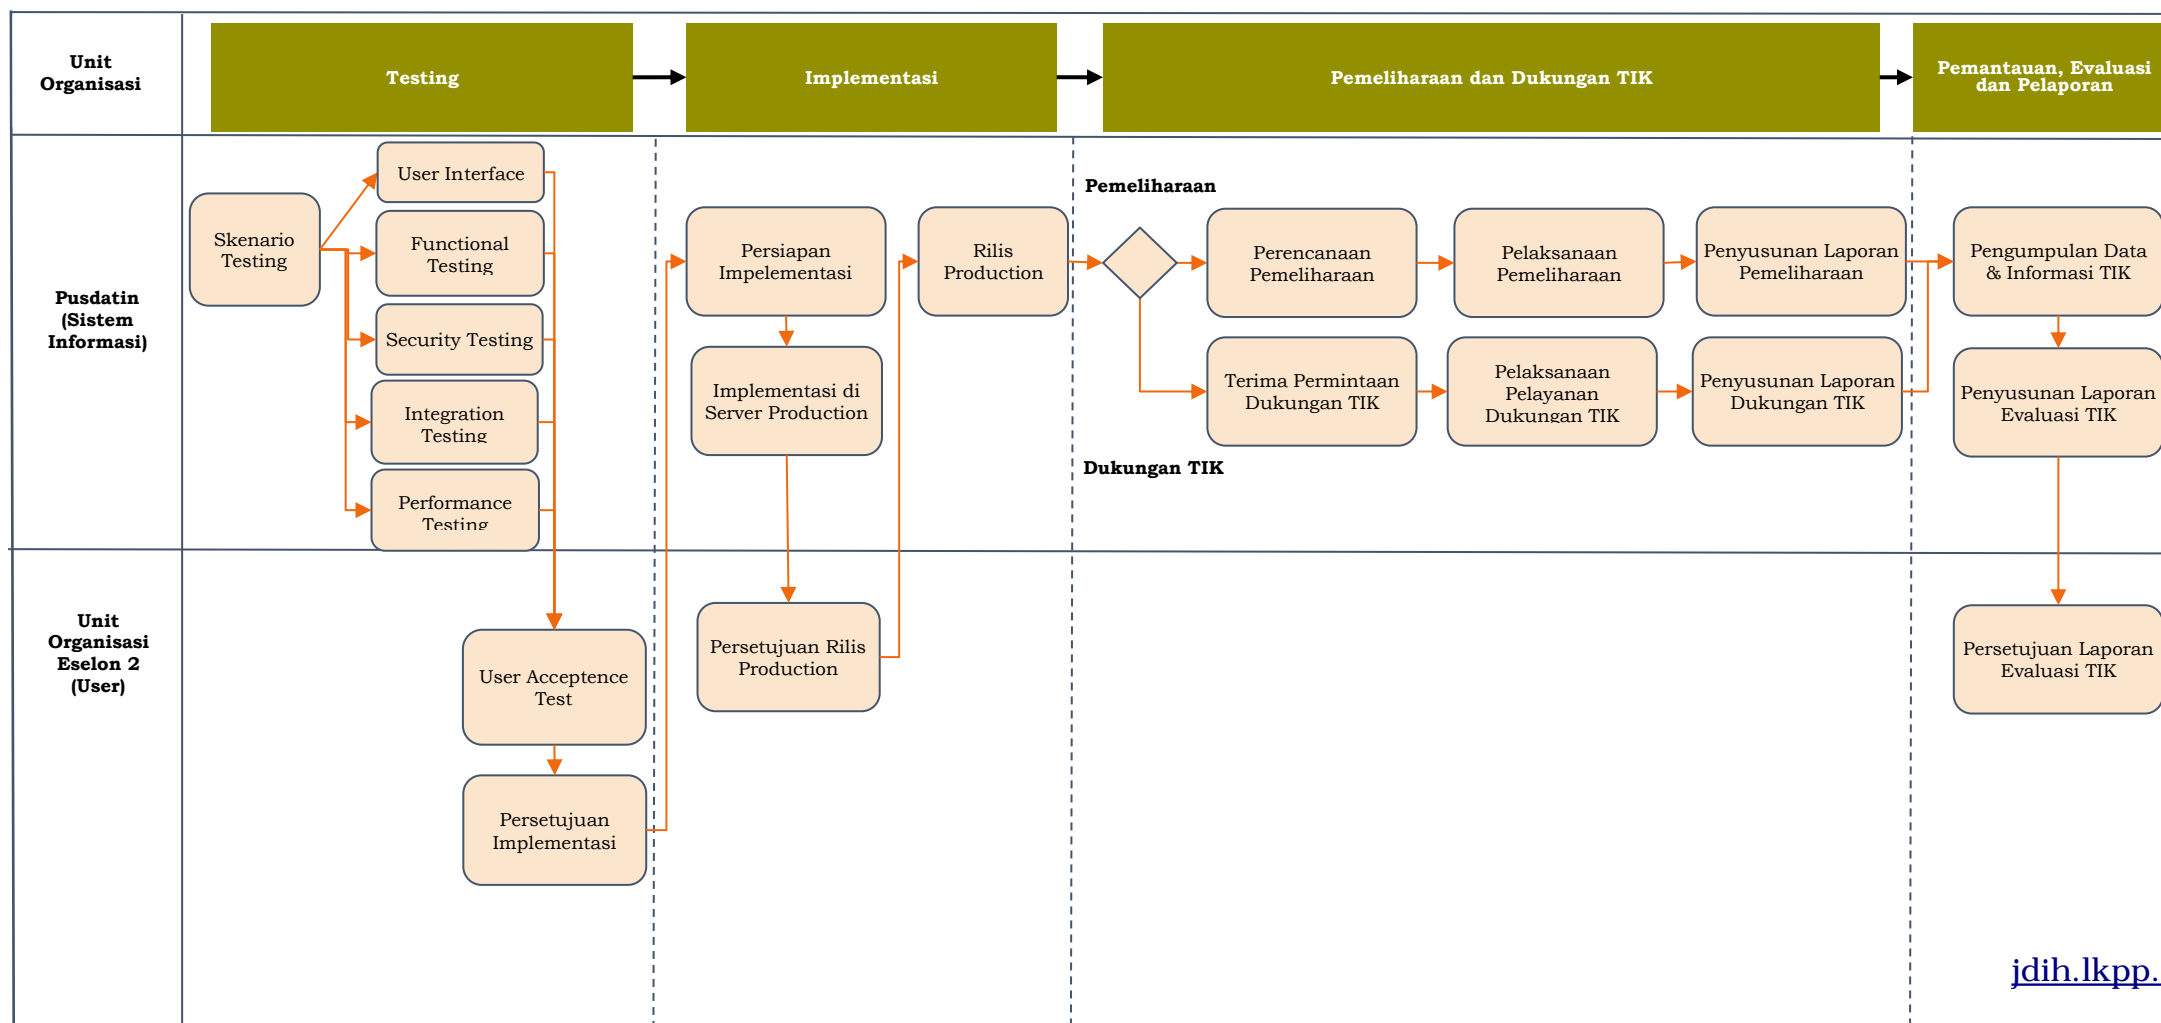 Unit
Organisasi
Testing
Implementasi
Pemeliharaan dan Dukungan TIK
Pemantauan, Evaluasi
dan Pelaporan
Pusdatin
(Sistem
Informasi)
Skenario
Testing
User Interface
Functional
Testing
Security Testing
Integration
Testing
Performance
Testing
Persiapan
Impelementasi
Implementasi di
Server Production
Rilis
Production
Pemeliharaan
Perencanaan
Pemeliharaan
Pelaksanaan
Pemeliharaan
Penyusunan Laporan
Pemeliharaan
Terima Permintaan
Dukungan TIK
Pelaksanaan
Pelayanan
Dukungan TIK
Penyusunan Laporan
Dukungan TIK
Dukungan TIK
Pengumpulan Data
& Informasi TIK
Penyusunan Laporan
Evaluasi TIK
Unit
Organisasi
Eselon 2
(User)
User Acceptence
Test
Persetujuan
Implementasi
Persetujuan Rilis
Production
Persetujuan Laporan
Evaluasi TIK
jdih.lkpp.